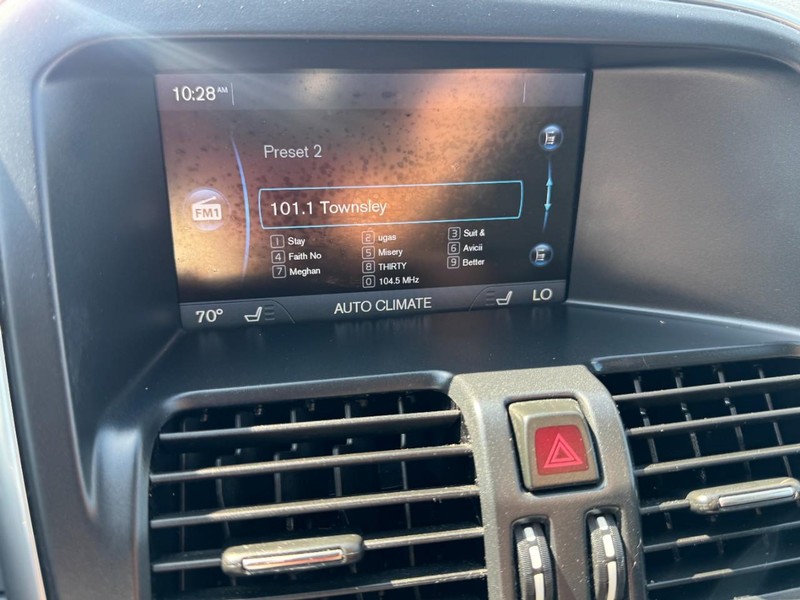 10:28 AM
Preset 2
FM1
101.1 Townsley
1 Stay 2 ugas 3 Suit &
4 Faith No 5 Misery 6 Avicii
7 Meghan 8 THIRTY 9 Better
0 104.5 MHz
70° AUTO CLIMATE LO